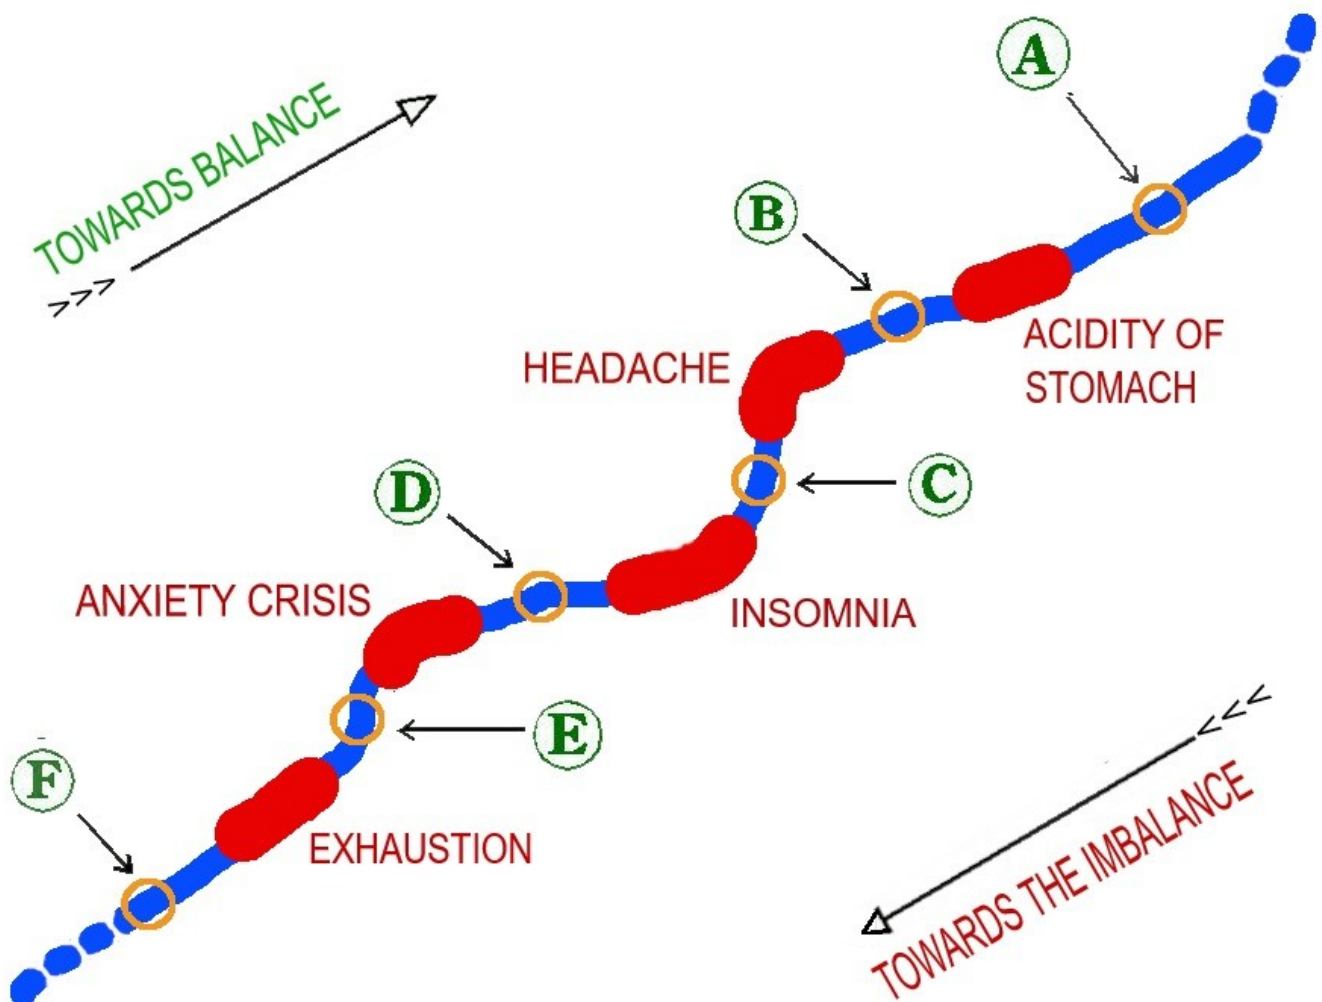 A
TOWARDS BALANCE
B
ACIDITY OF
STOMACH
HEADACHE
D
C
ANXIETY CRISIS
INSOMNIA
E
F
EXHAUSTION
TOWARDS THE IMBALANCE